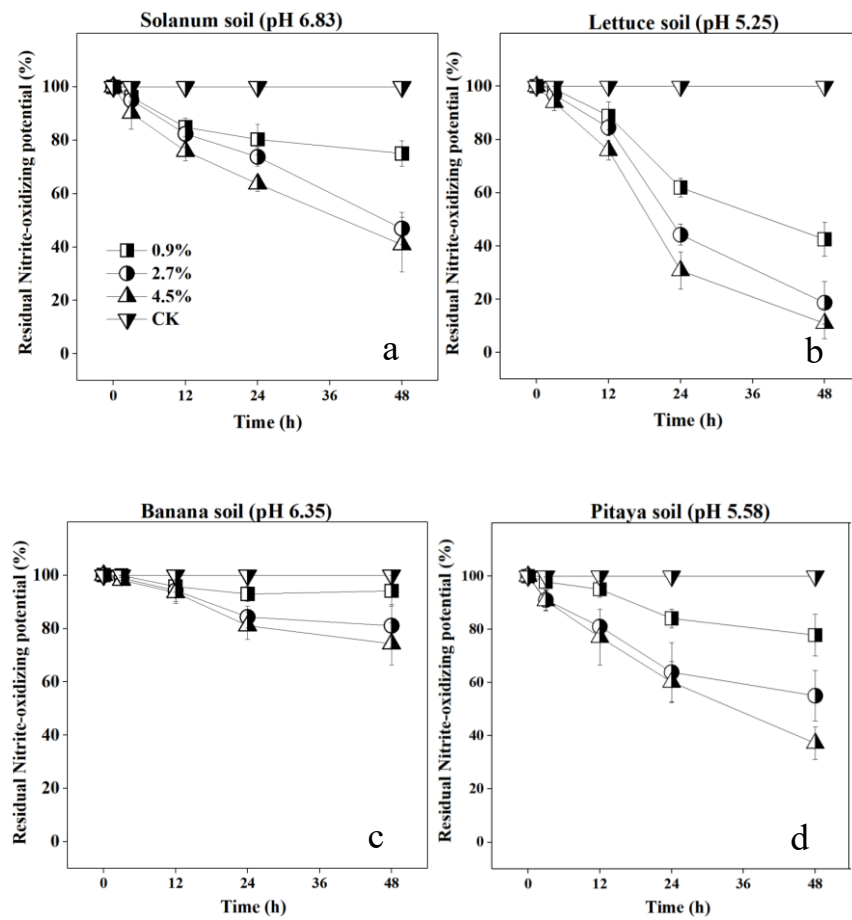 Solanum soil (pH 6.83)
Residual Nitrite-oxidizing potential (%)
100
80
60
40
20
0
0.9%
2.7%
4.5%
CK
a
0 12 24 36 48
Time (h)
Lettuce soil (pH 5.25)
Residual Nitrite-oxidizing potential (%)
100
80
60
40
20
0
b
0 12 24 36 48
Time (h)
Banana soil (pH 6.35)
Residual Nitrite-oxidizing potential (%)
100
80
60
40
20
0
c
0 12 24 36 48
Time (h)
Pitaya soil (pH 5.58)
Residual Nitrite-oxidizing potential (%)
100
80
60
40
20
0
d
0 12 24 36 48
Time (h)